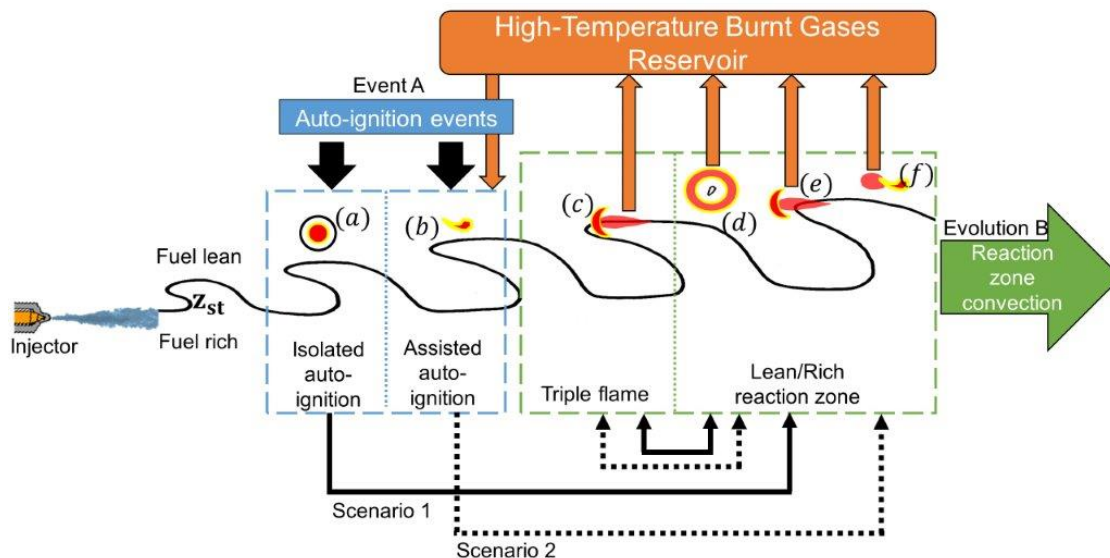 High-Temperature Burnt Gases
Reservoir
Event A
Auto-ignition events
(a)
(b)
(c)
(d)
(e)
(f)
Fuel lean
Z_st
Fuel rich
Injector
Isolated
auto-
ignition
Assisted
auto-
ignition
Triple flame
Lean/Rich
reaction zone
Evolution B
Reaction
zone
convection
Scenario 1
Scenario 2